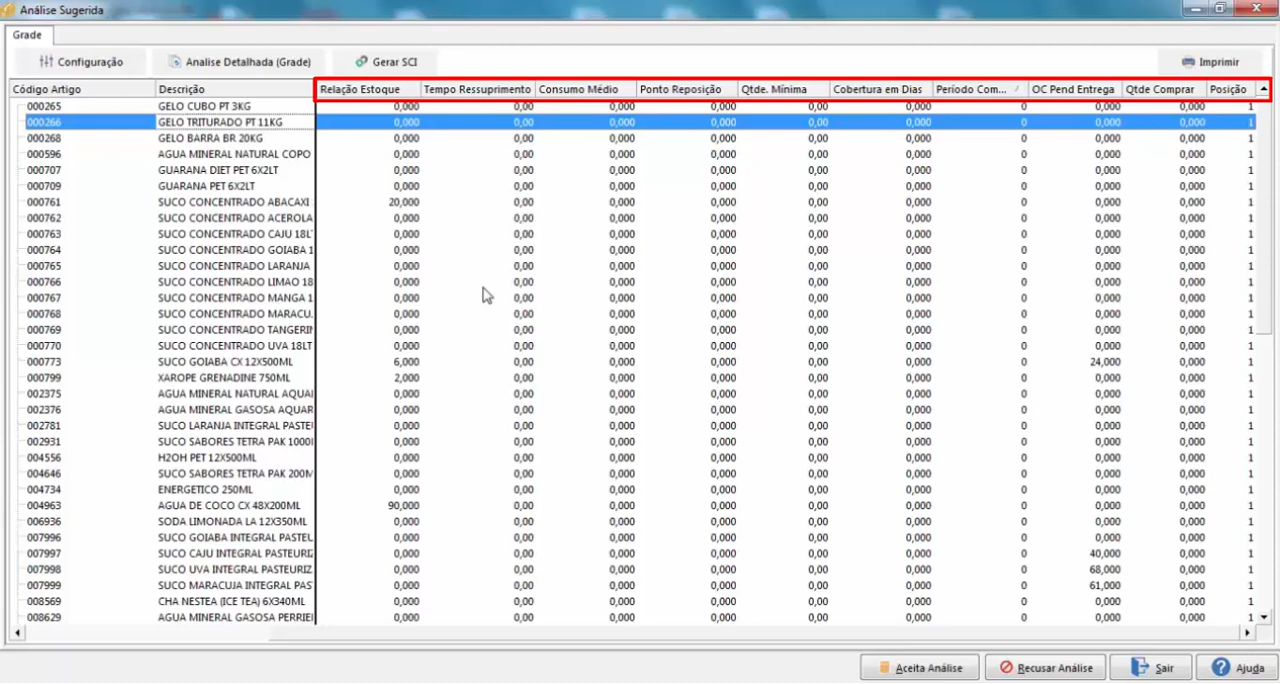 Análise Sugerida
Grade
Configuração Analise Detalhada (Grade) Gerar SCI Imprimir
Código Artigo Descrição Relação Estoque Tempo Ressuprimento Consumo Médio Ponto Reposição Qtde. Mínima Cobertura em Dias Período Com... OC Pend Entrega Qtde Comprar Posição
000265 GELO CUBO PT 3KG 0,000 0,00 0,000 0,000 0,00 0,000 0 0,000 0,000 1
000266 GELO TRITURADO PT 11KG 0,000 0,00 0,000 0,000 0,00 0,000 0 0,000 0,000 1
000268 GELO BARRA BR 20KG 0,000 0,00 0,000 0,000 0,00 0,000 0 0,000 0,000 1
000596 AGUA MINERAL NATURAL COPO 0,000 0,00 0,000 0,000 0,00 0,000 0 0,000 0,000 1
000707 GUARANA DIET PET 6X2LT 0,000 0,00 0,000 0,000 0,00 0,000 0 0,000 0,000 1
000709 GUARANA PET 6X2LT 0,000 0,00 0,000 0,000 0,00 0,000 0 0,000 0,000 1
000761 SUCO CONCENTRADO ABACAXI 20,000 0,00 0,000 0,000 0,00 0,000 0 0,000 0,000 1
000762 SUCO CONCENTRADO ACEROLA 0,000 0,00 0,000 0,000 0,00 0,000 0 0,000 0,000 1
000763 SUCO CONCENTRADO CAJU 18L 0,000 0,00 0,000 0,000 0,00 0,000 0 0,000 0,000 1
000764 SUCO CONCENTRADO GOIABA 1 0,000 0,00 0,000 0,000 0,00 0,000 0 0,000 0,000 1
000765 SUCO CONCENTRADO LARANJA 0,000 0,00 0,000 0,000 0,00 0,000 0 0,000 0,000 1
000766 SUCO CONCENTRADO LIMAO 18 0,000 0,00 0,000 0,000 0,00 0,000 0 0,000 0,000 1
000767 SUCO CONCENTRADO MANGA 1 0,000 0,00 0,000 0,000 0,00 0,000 0 0,000 0,000 1
000768 SUCO CONCENTRADO MARACU 0,000 0,00 0,000 0,000 0,00 0,000 0 0,000 0,000 1
000769 SUCO CONCENTRADO TANGERIN 0,000 0,00 0,000 0,000 0,00 0,000 0 0,000 0,000 1
000770 SUCO CONCENTRADO UVA 18LT 0,000 0,00 0,000 0,000 0,00 0,000 0 0,000 0,000 1
000773 SUCO GOIABA CX 12X500ML 6,000 0,00 0,000 0,000 0,00 0,000 0 24,000 0,000 1
000799 XAROPE GRENADINE 750ML 2,000 0,00 0,000 0,000 0,00 0,000 0 0,000 0,000 1
002375 AGUA MINERAL NATURAL AQUA 0,000 0,00 0,000 0,000 0,00 0,000 0 0,000 0,000 1
002376 AGUA MINERAL GASOSA AQUAR 0,000 0,00 0,000 0,000 0,00 0,000 0 0,000 0,000 1
002781 SUCO LARANJA INTEGRAL PASTE 0,000 0,00 0,000 0,000 0,00 0,000 0 0,000 0,000 1
002931 SUCO SABORES TETRA PAK 1000 0,000 0,00 0,000 0,000 0,00 0,000 0 0,000 0,000 1
004556 H2OH PET 12X500ML 0,000 0,00 0,000 0,000 0,00 0,000 0 0,000 0,000 1
004646 SUCO SABORES TETRA PAK 200M 0,000 0,00 0,000 0,000 0,00 0,000 0 0,000 0,000 1
004734 ENERGETICO 250ML 0,000 0,00 0,000 0,000 0,00 0,000 0 0,000 0,000 1
004963 AGUA DE COCO CX 48X200ML 90,000 0,00 0,000 0,000 0,00 0,000 0 0,000 0,000 1
006936 SODA LIMONADA LA 12X350ML 0,000 0,00 0,000 0,000 0,00 0,000 0 0,000 0,000 1
007996 SUCO GOIABA INTEGRAL PASTEU 0,000 0,00 0,000 0,000 0,00 0,000 0 0,000 0,000 1
007997 SUCO CAJU INTEGRAL PASTEURIZ 0,000 0,00 0,000 0,000 0,00 0,000 0 40,000 0,000 1
007998 SUCO UVA INTEGRAL PASTEURIZ 0,000 0,00 0,000 0,000 0,00 0,000 0 68,000 0,000 1
007999 SUCO MARACUJA INTEGRAL PAS 0,000 0,00 0,000 0,000 0,00 0,000 0 61,000 0,000 1
008569 CHA NESTEA (ICE TEA) 6X340ML 0,000 0,00 0,000 0,000 0,00 0,000 0 0,000 0,000 1
008629 AGUA MINERAL GASOSA PERRIE 0,000 0,00 0,000 0,000 0,00 0,000 0 0,000 0,000 1
Aceita Análise Recusar Análise Sair Ajuda